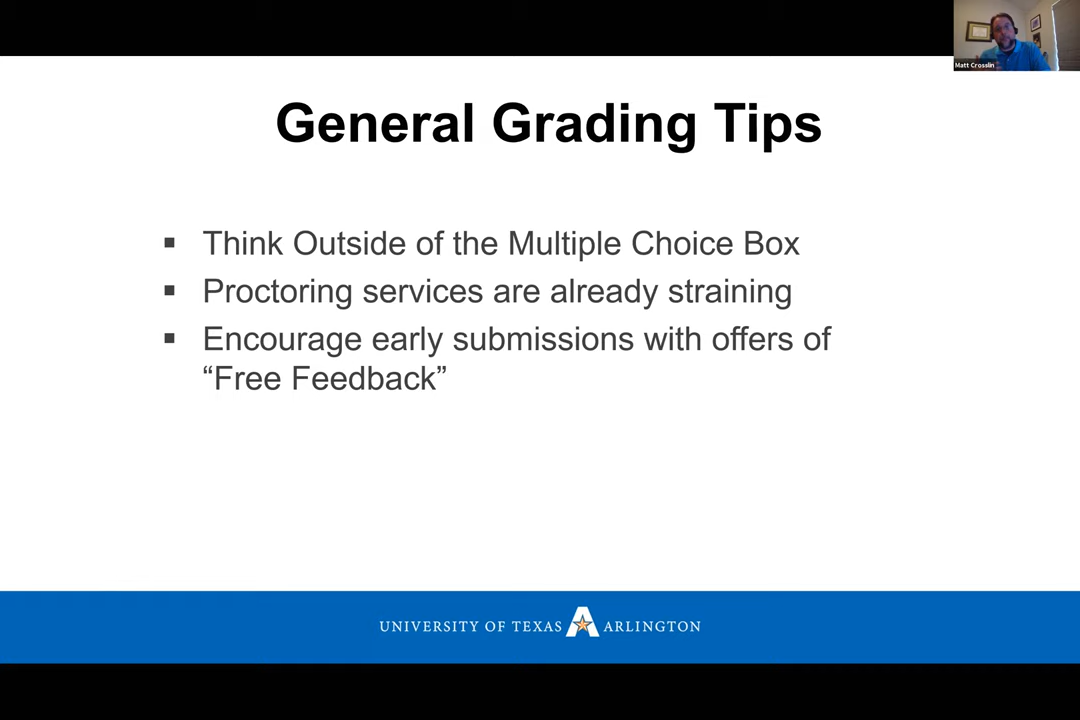 Matt Crosslin
General Grading Tips
▪ Think Outside of the Multiple Choice Box
▪ Proctoring services are already straining
▪ Encourage early submissions with offers of
“Free Feedback”
UNIVERSITY OF TEXAS A ARLINGTON